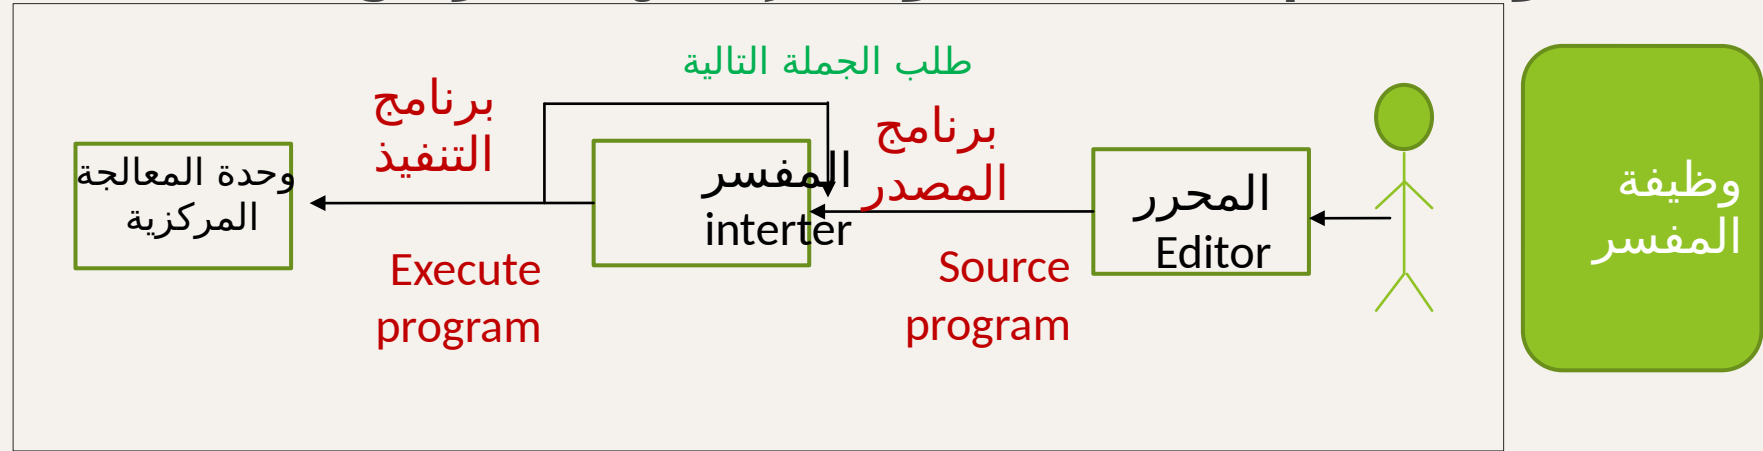 طلب الجملة التالية
وظيفة
المفسر
المحرر
Editor
برنامج
المصدر
Source
program
المفسر
interter
برنامج
التنفيذ
Execute
program
وحدة المعالجة
المركزية